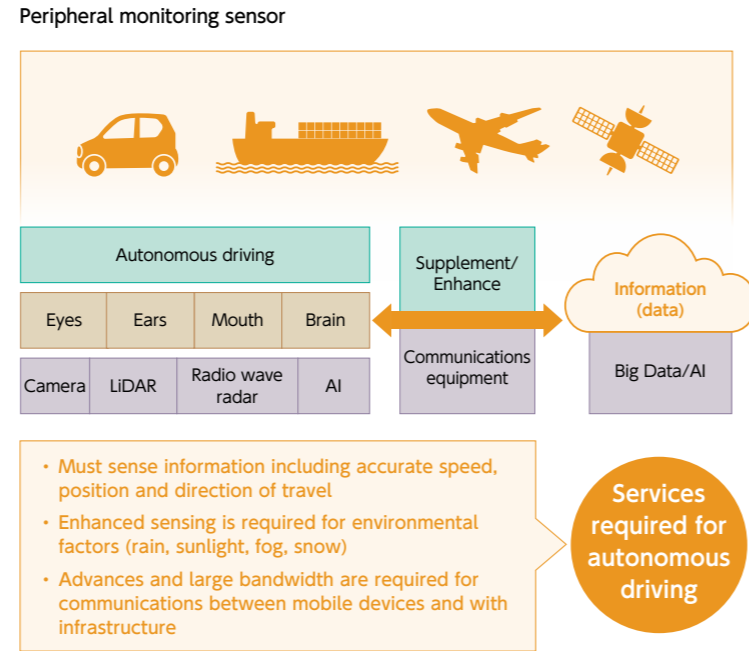 Peripheral monitoring sensor
Autonomous driving
Eyes
Ears
Mouth
Brain
Camera
LiDAR
Radio wave
radar
AI
Supplement/
Enhance
Communications
equipment
Information
(data)
Big Data/AI
• Must sense information including accurate speed,
position and direction of travel
• Enhanced sensing is required for environmental
factors (rain, sunlight, fog, snow)
• Advances and large bandwidth are required for
communications between mobile devices and with
infrastructure
Services
required for
autonomous
driving